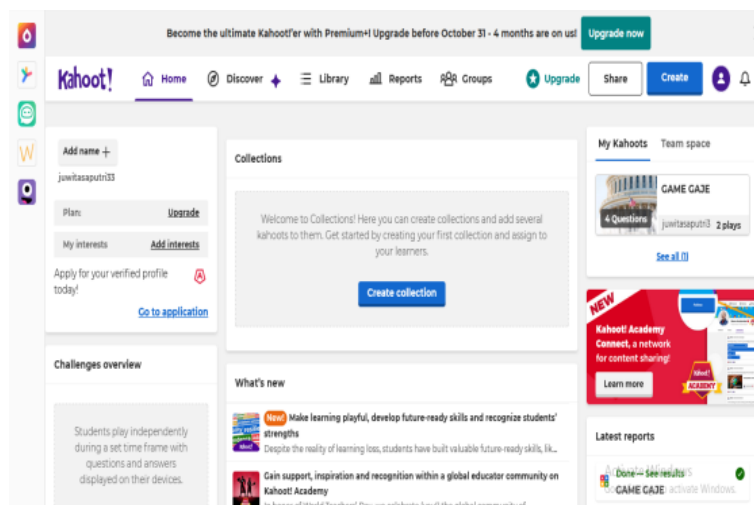 Become the ultimate Kahoot!'er with Premium+! Upgrade before October 31 - 4 months are on us!
Upgrade now
Kahoot!
Home
Discover
Library
Reports
Groups
Upgrade
Share
Create
Add name +
juwitasaputri33
Plan:
Upgrade
My interests
Add interests
Apply for your verified profile
today!
Go to application
Challenges overview
Students play independently
during a set time frame with
questions and answers
displayed on their devices.
Collections
Welcome to Collections! Here you can create collections and add several
kahoots to them. Get started by creating your first collection and assign to
your learners.
Create collection
What's new
New! Make learning playful, develop future-ready skills and recognize students'
strengths
Despite the reality of learning loss, students have built valuable future-ready skills, lik...
Gain support, inspiration and recognition within a global educator community on
Kahoot! Academy
My Kahoots
Team space
GAME GAJE
4 Questions
juwitasaputri3
2 plays
See all (1)
NEW
Kahoot! Academy
Connect, a network
for content sharing!
Learn more
Kahoot!
ACADEMY
Latest reports
Done — See results
GAME GAJE
Activate Windows
activate Windows.